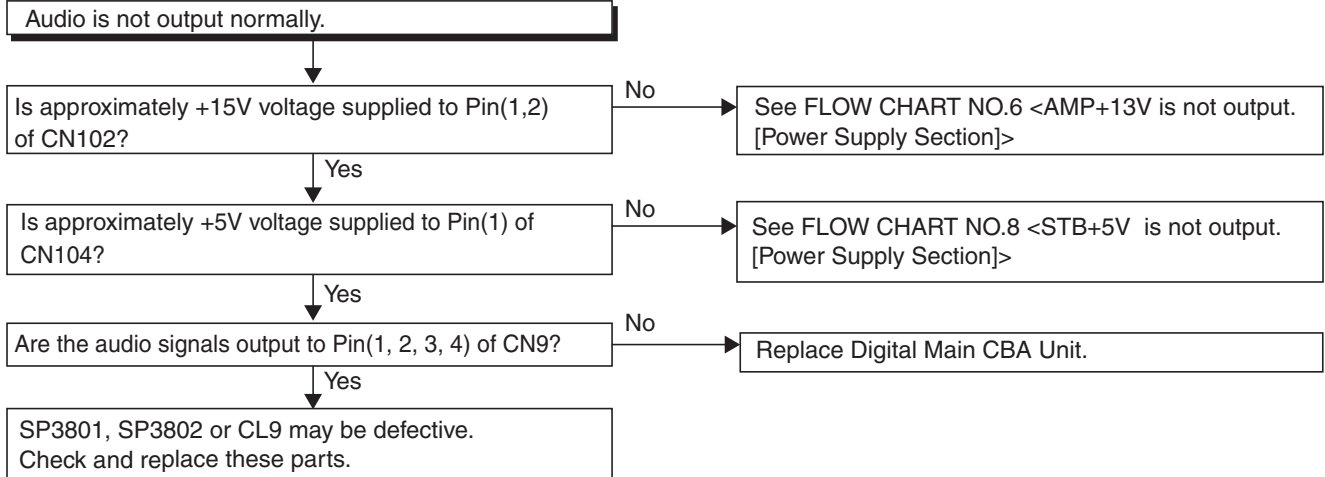 Audio is not output normally.
Is approximately +15V voltage supplied to Pin(1,2)
of CN102?
No
See FLOW CHART NO.6 <AMP+13V is not output.
[Power Supply Section]>
Yes
Is approximately +5V voltage supplied to Pin(1) of
CN104?
No
See FLOW CHART NO.8 <STB+5V is not output.
[Power Supply Section]>
Yes
Are the audio signals output to Pin(1, 2, 3, 4) of CN9?
No
Replace Digital Main CBA Unit.
Yes
SP3801, SP3802 or CL9 may be defective.
Check and replace these parts.